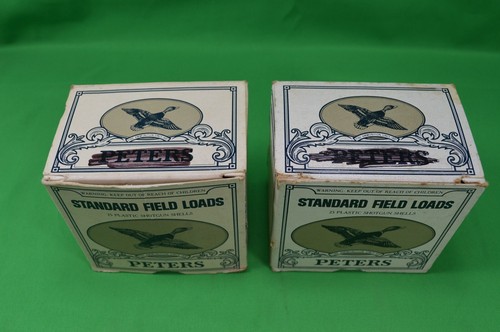 PETERS
WARNING: KEEP OUT OF REACH OF CHILDREN
STANDARD FIELD LOADS
25 PLASTIC SHOTGUN SHELLS
PETERS
PETERS
WARNING: KEEP OUT OF REACH OF CHILDREN
STANDARD FIELD LOADS
25 PLASTIC SHOTGUN SHELLS
PETERS